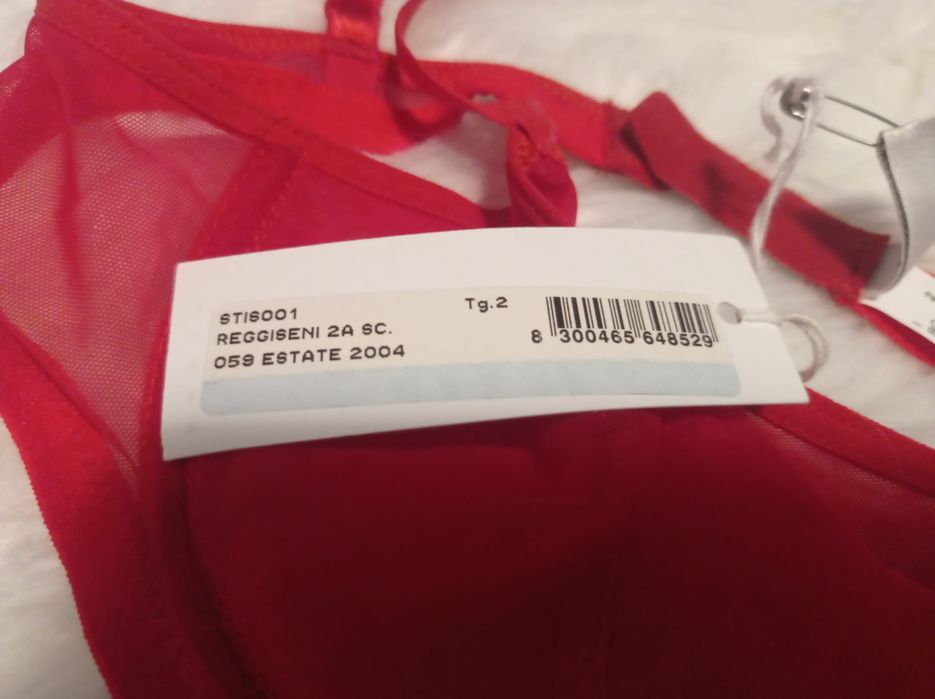 STIS001
Tg.2
REGGISENI 2A SC.
059 ESTATE 2004
8 300465 648529